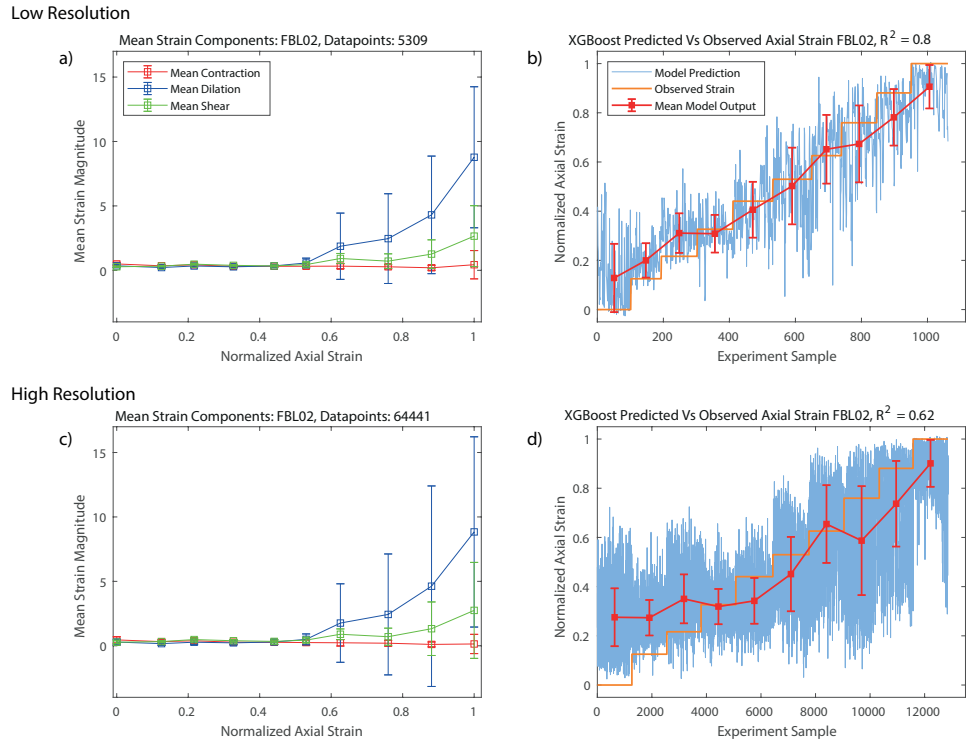 Low Resolution
Mean Strain Components: FBL02, Datapoints: 5309
a)
Mean Contraction
Mean Dilation
Mean Shear
15
10
5
0
Mean Strain Magnitude
0 0.2 0.4 0.6 0.8 1
Normalized Axial Strain
XGBoost Predicted Vs Observed Axial Strain FBL02, R² = 0.8
b)
Model Prediction
Observed Strain
Mean Model Output
1
0.8
0.6
0.4
0.2
0
Normalized Axial Strain
0 200 400 600 800 1000
Experiment Sample
High Resolution
Mean Strain Components: FBL02, Datapoints: 64441
c)
15
10
5
0
Mean Strain Magnitude
0 0.2 0.4 0.6 0.8 1
Normalized Axial Strain
XGBoost Predicted Vs Observed Axial Strain FBL02, R² = 0.62
d)
1
0.8
0.6
0.4
0.2
0
Normalized Axial Strain
0 2000 4000 6000 8000 10000 12000
Experiment Sample